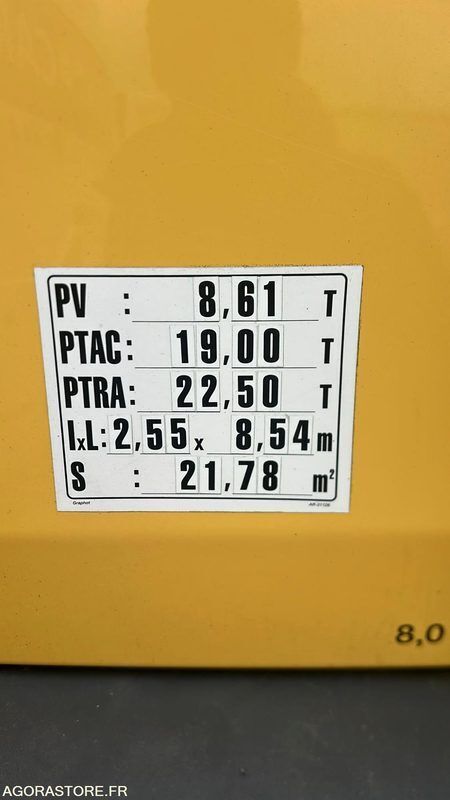 PV : 8,61 T
PTAC: 19,00 T
PTRA: 22,50 T
lxL: 2,55 x 8,54 m
S : 21,78 m²
Graphot
8,0
AGORASTORE.FR